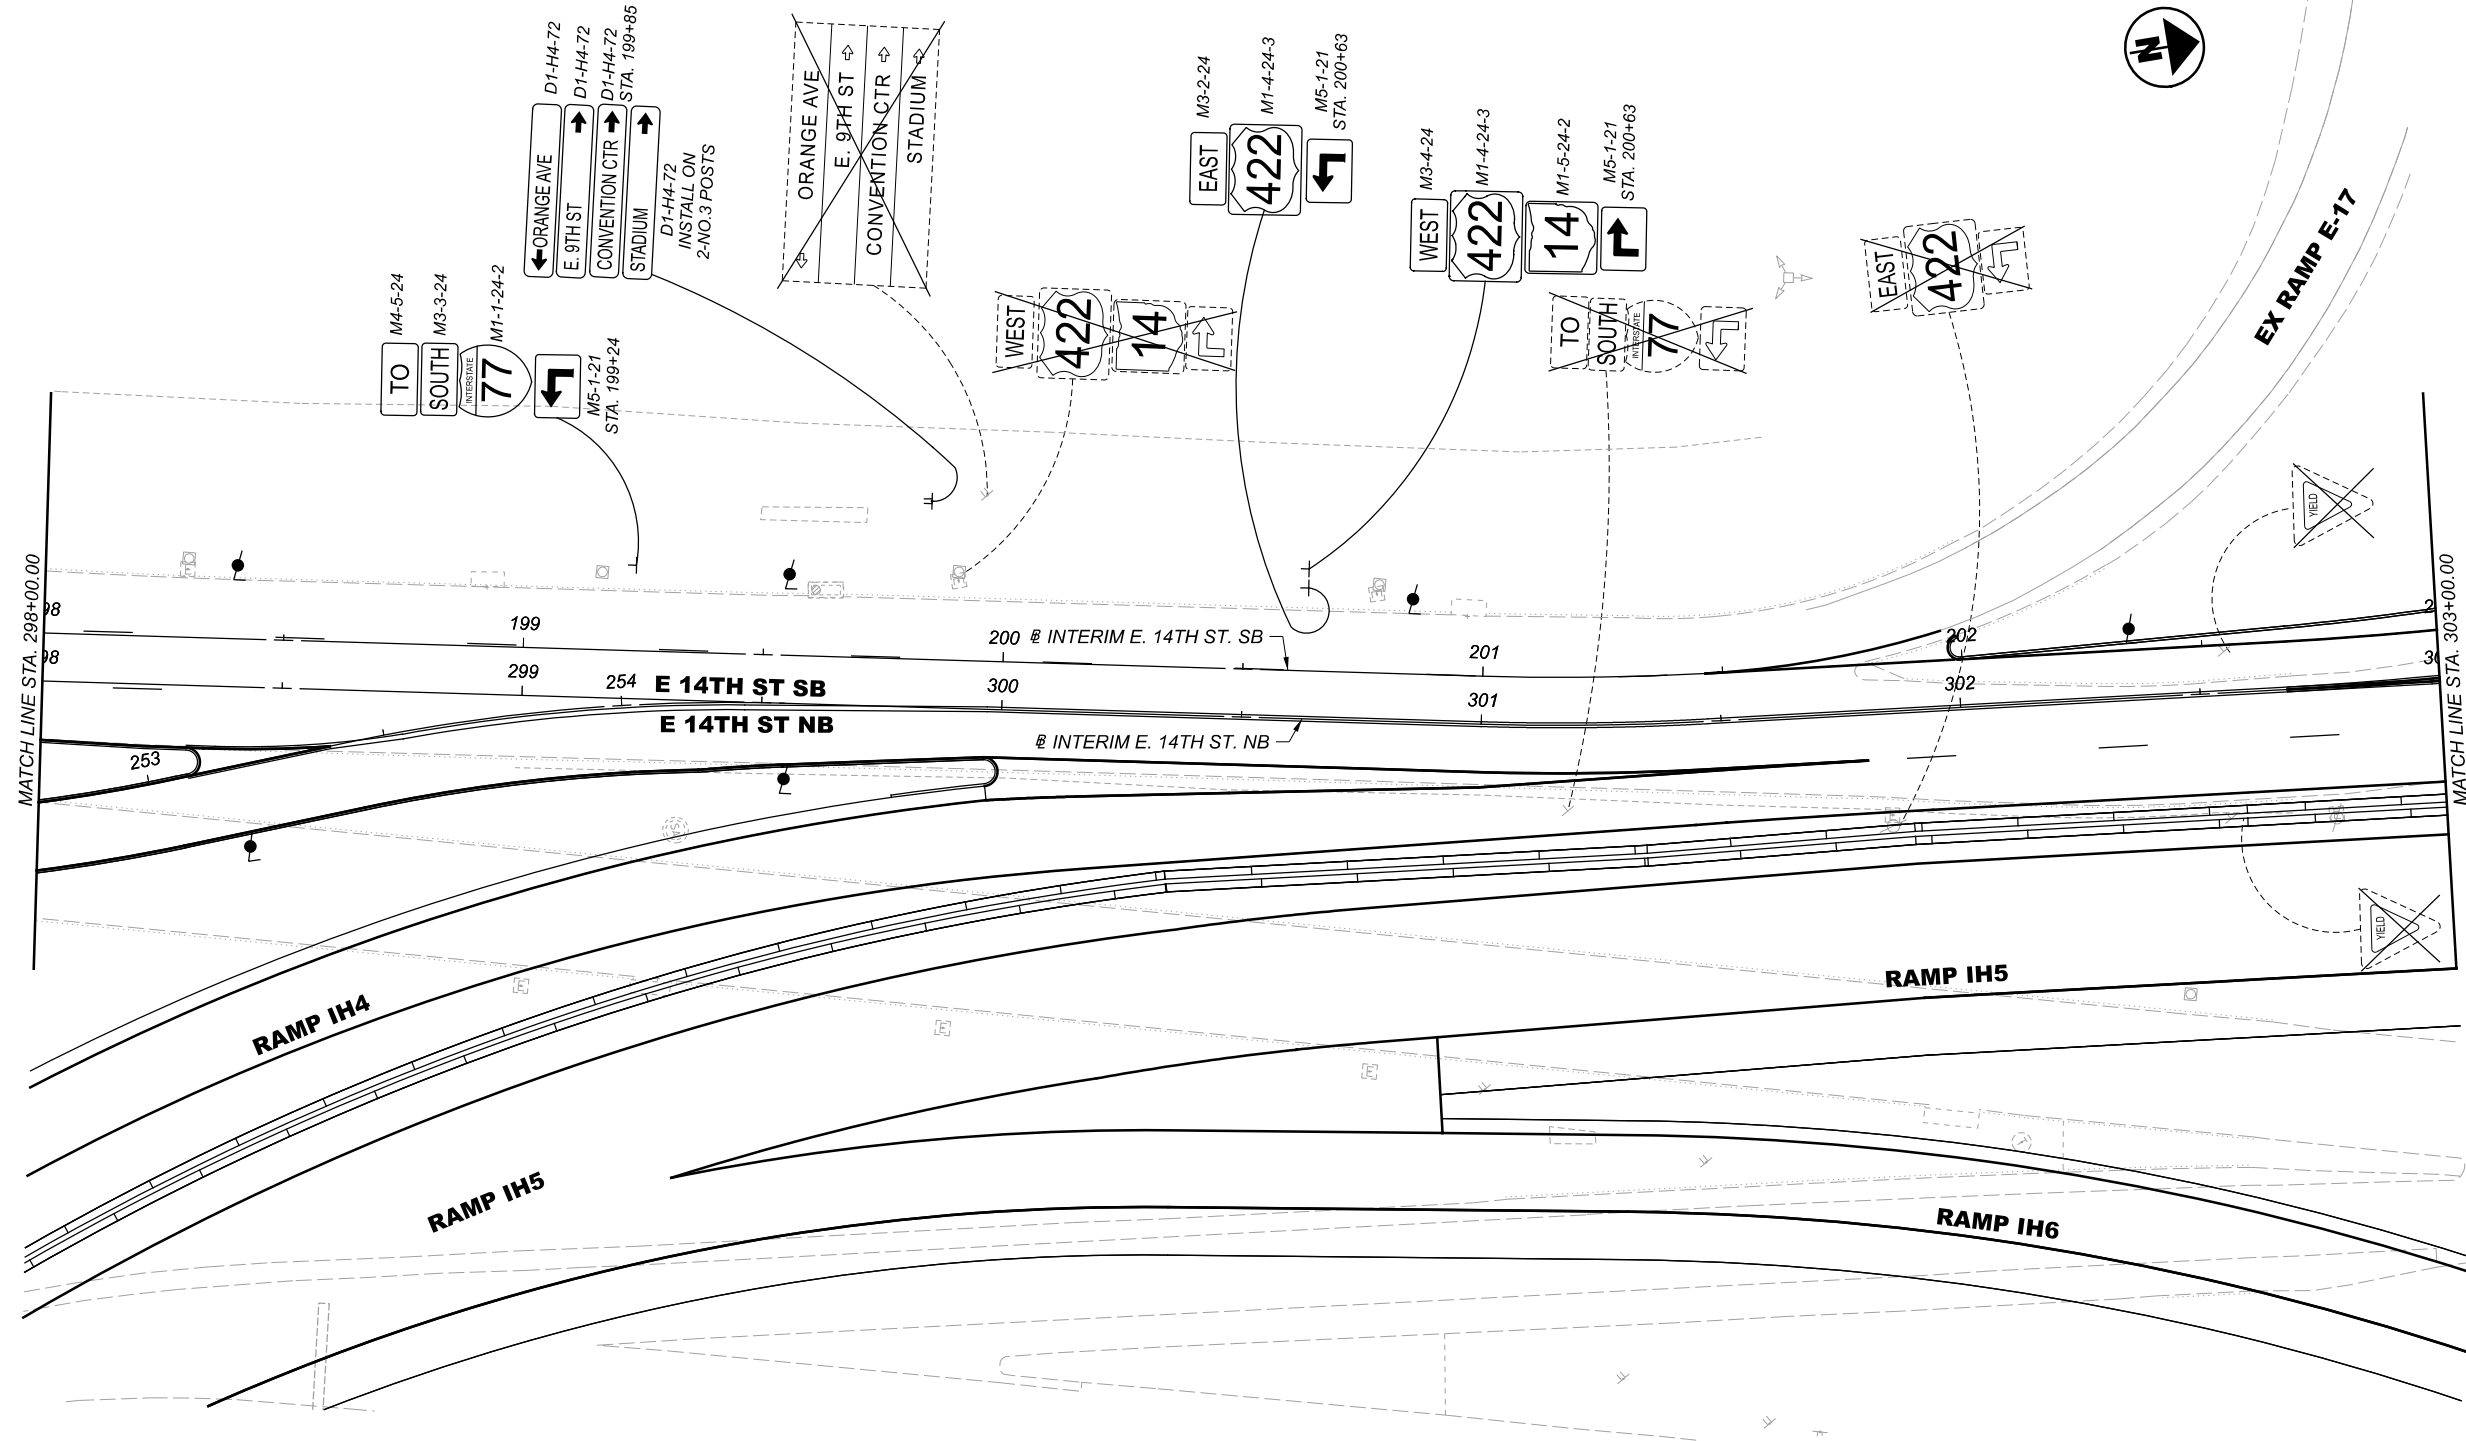 D1-H4-72
D1-H4-72
D1-H4-72
STA. 199+85
ORANGE AVE
E. 9TH ST
CONVENTION CTR
STADIUM
D1-H4-72
INSTALL ON
2-NO.3 POSTS
ORANGE AVE
E. 9TH ST
CONVENTION CTR
STADIUM
M4-5-24
M3-3-24
M1-1-24-2
TO
SOUTH
INTERSTATE
77
M5-1-21
STA. 199+24
WEST
422
14
M3-2-24
M1-4-24-3
M5-1-21
STA. 200+63
EAST
422
M3-4-24
M1-4-24-3
M1-5-24-2
M5-1-21
STA. 200+63
WEST
422
14
TO
SOUTH
INTERSTATE
77
EAST
422
N
EX RAMP E-17
YIELD
MATCH LINE STA. 298+00.00
MATCH LINE STA. 303+00.00
98
199
200
INTERIM E. 14TH ST. SB
201
202
98
299
254
E 14TH ST SB
300
301
302
30
E 14TH ST NB
INTERIM E. 14TH ST. NB
253
YIELD
RAMP IH4
RAMP IH5
E
E
E
RAMP IH5
RAMP IH6